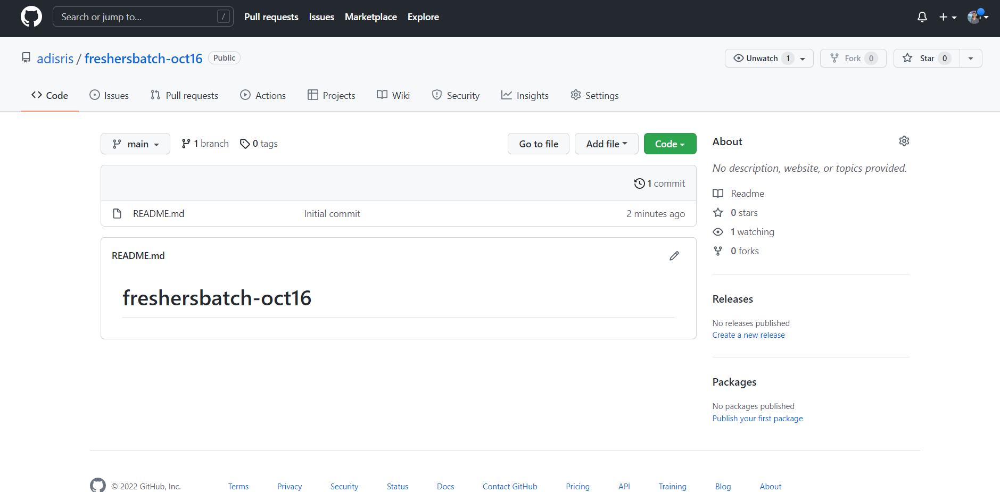 Search or jump to... /
Pull requests Issues Marketplace Explore
adisris / freshersbatch-oct16 Public
Unwatch 1 Fork 0 Star 0
Code Issues Pull requests Actions Projects Wiki Security Insights Settings
main 1 branch 0 tags
Go to file Add file Code
1 commit
README.md Initial commit 2 minutes ago
README.md
freshersbatch-oct16
About
No description, website, or topics provided.
Readme
0 stars
1 watching
0 forks
Releases
No releases published
Create a new release
Packages
No packages published
Publish your first package
© 2022 GitHub, Inc. Terms Privacy Security Status Docs Contact GitHub Pricing API Training Blog About